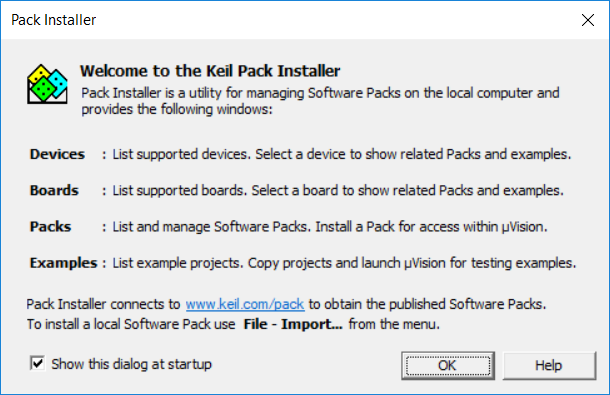 Pack Installer
Welcome to the Keil Pack Installer
Pack Installer is a utility for managing Software Packs on the local computer and
provides the following windows:
Devices : List supported devices. Select a device to show related Packs and examples.
Boards : List supported boards. Select a board to show related Packs and examples.
Packs : List and manage Software Packs. Install a Pack for access within µVision.
Examples : List example projects. Copy projects and launch µVision for testing examples.
Pack Installer connects to www.keil.com/pack to obtain the published Software Packs.
To install a local Software Pack use File - Import... from the menu.
Show this dialog at startup
OK
Help